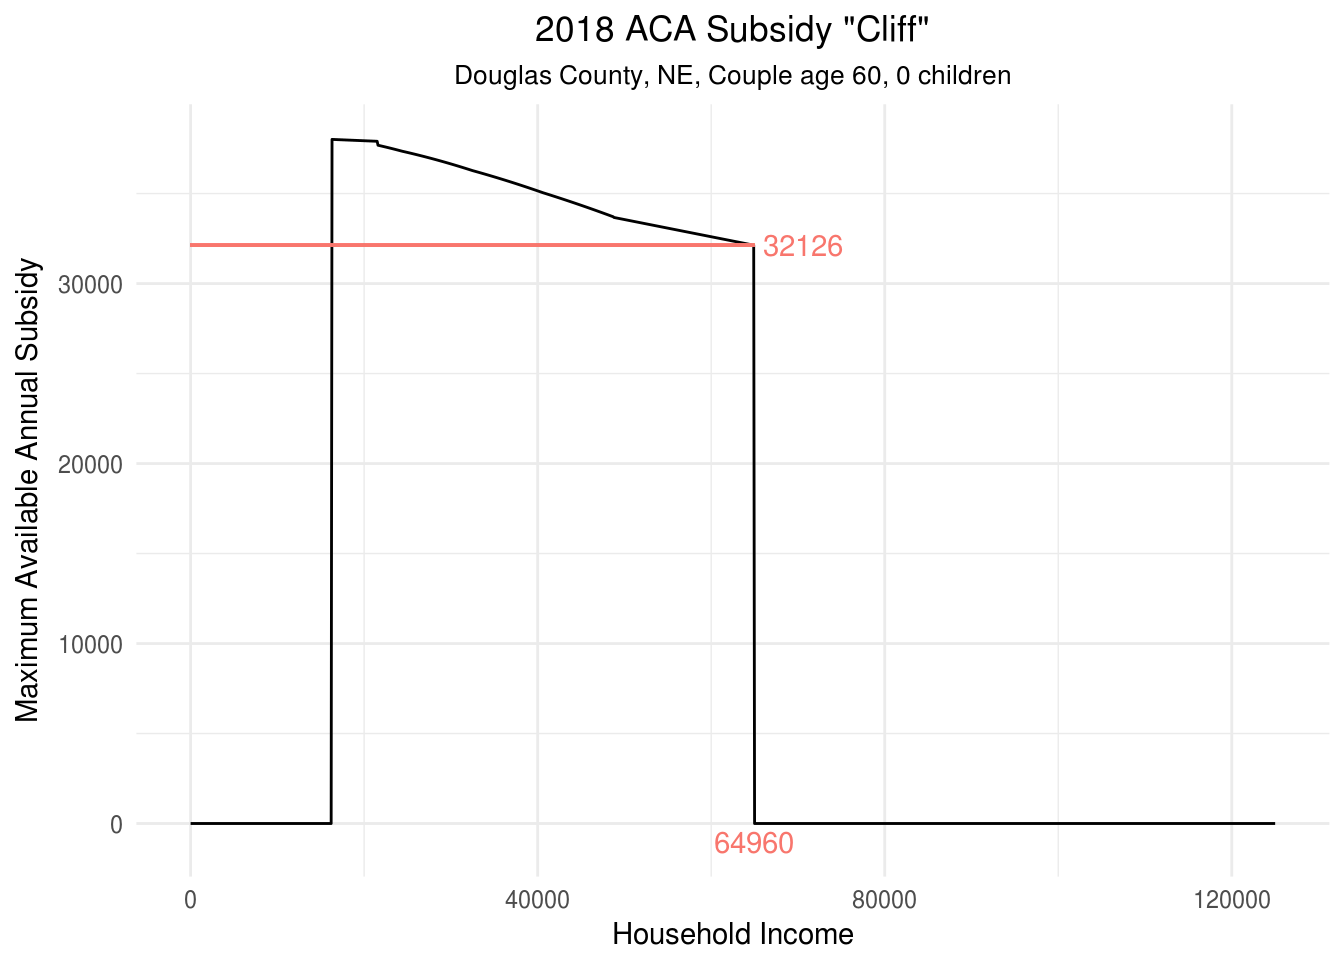 2018 ACA Subsidy "Cliff"
Douglas County, NE, Couple age 60, 0 children
Maximum Available Annual Subsidy
32126
30000
20000
10000
0
64960
0 40000 80000 120000
Household Income